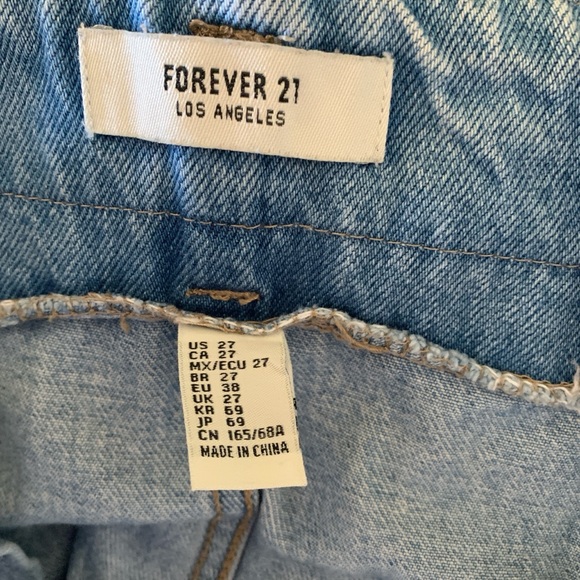 FOREVER 21
LOS ANGELES
US 27
CA 27
MX/ECU 27
BR 27
EU 38
UK 27
KR 69
JP 69
CN 165/68A
MADE IN CHINA